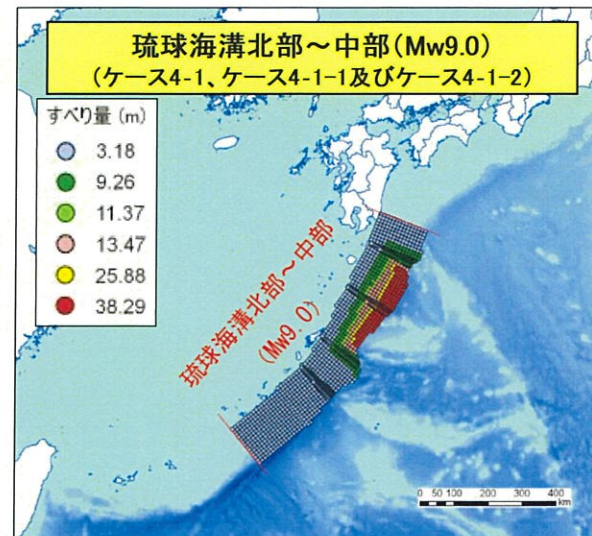 琉球海溝北部～中部(Mw9.0)
(ケース4-1、ケース4-1-1及びケース4-1-2)
すべり量 (m)
3.18
9.26
11.37
13.47
25.88
38.29
琉球海溝北部～中部
(Mw9.0)
0 50 100 200 300 400
km